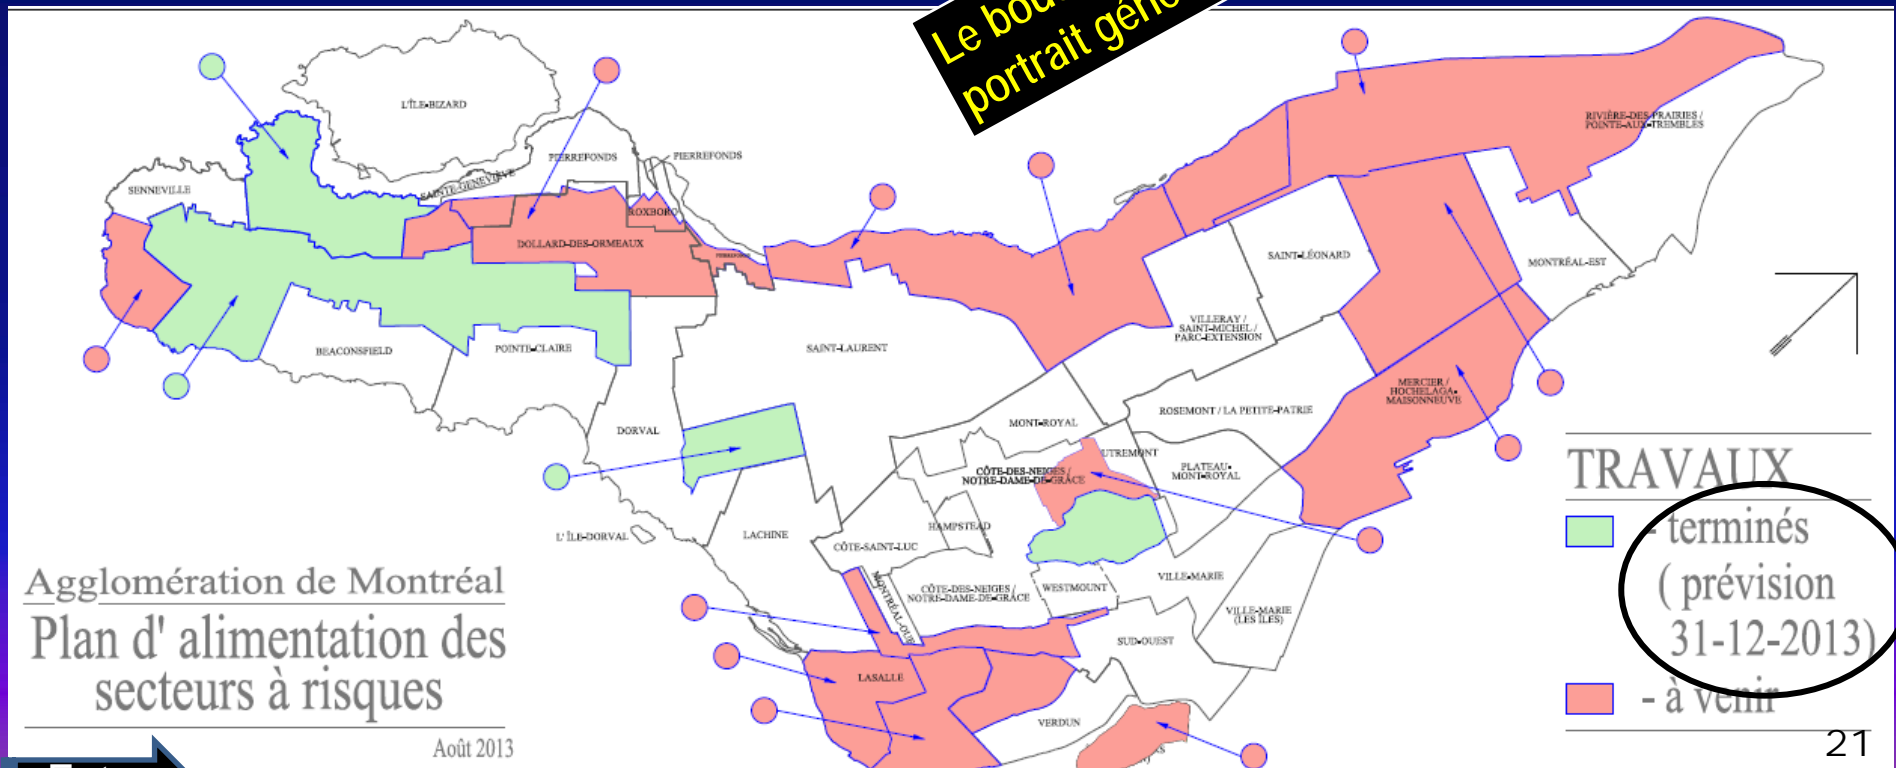 Le
portrait
L'ÎLE-BIZARD
PIERREFONDS
PIERREFONDS
SENNEVILLE
SAINTE-GENEVIÈVE
ROXBORO
DOLLARD-DES-ORMEAUX
RIVIÈRE-DES-PRAIRIES /
POINTE-AUX-TREMBLES
SAINT-LÉONARD
MONTRÉAL-EST
VILLERAY /
SAINT-MICHEL /
PARC-EXTENSION
BEACONSFIELD
POINTE-CLAIRE
SAINT-LAURENT
MERCIER /
HOCHELAGA-
MAISONNEUVE
ROSEMONT / LA PETITE-PATRIE
DORVAL
MONT-ROYAL
UTREMONT
CÔTE-DES-NEIGES /
NOTRE-DAME-DE-GRÂCE
PLATEAU-
MONT-ROYAL
HAMPSTEAD
L' ÎLE-DORVAL
LACHINE
CÔTE-SAINT-LUC
MONTRÉAL-OUE
CÔTE-DES-NEIGES /
NOTRE-DAME-DE-GRÂCE
WESTMOUNT
VILLE-MARIE
VILLE-MARIE
(LES ÎLES)
SUD-OUEST
LASALLE
VERDUN
TRAVAUX
- terminés
( prévision
31-12-2013)
- à venir
Agglomération de Montréal
Plan d' alimentation des
secteurs à risques
Août 2013
21